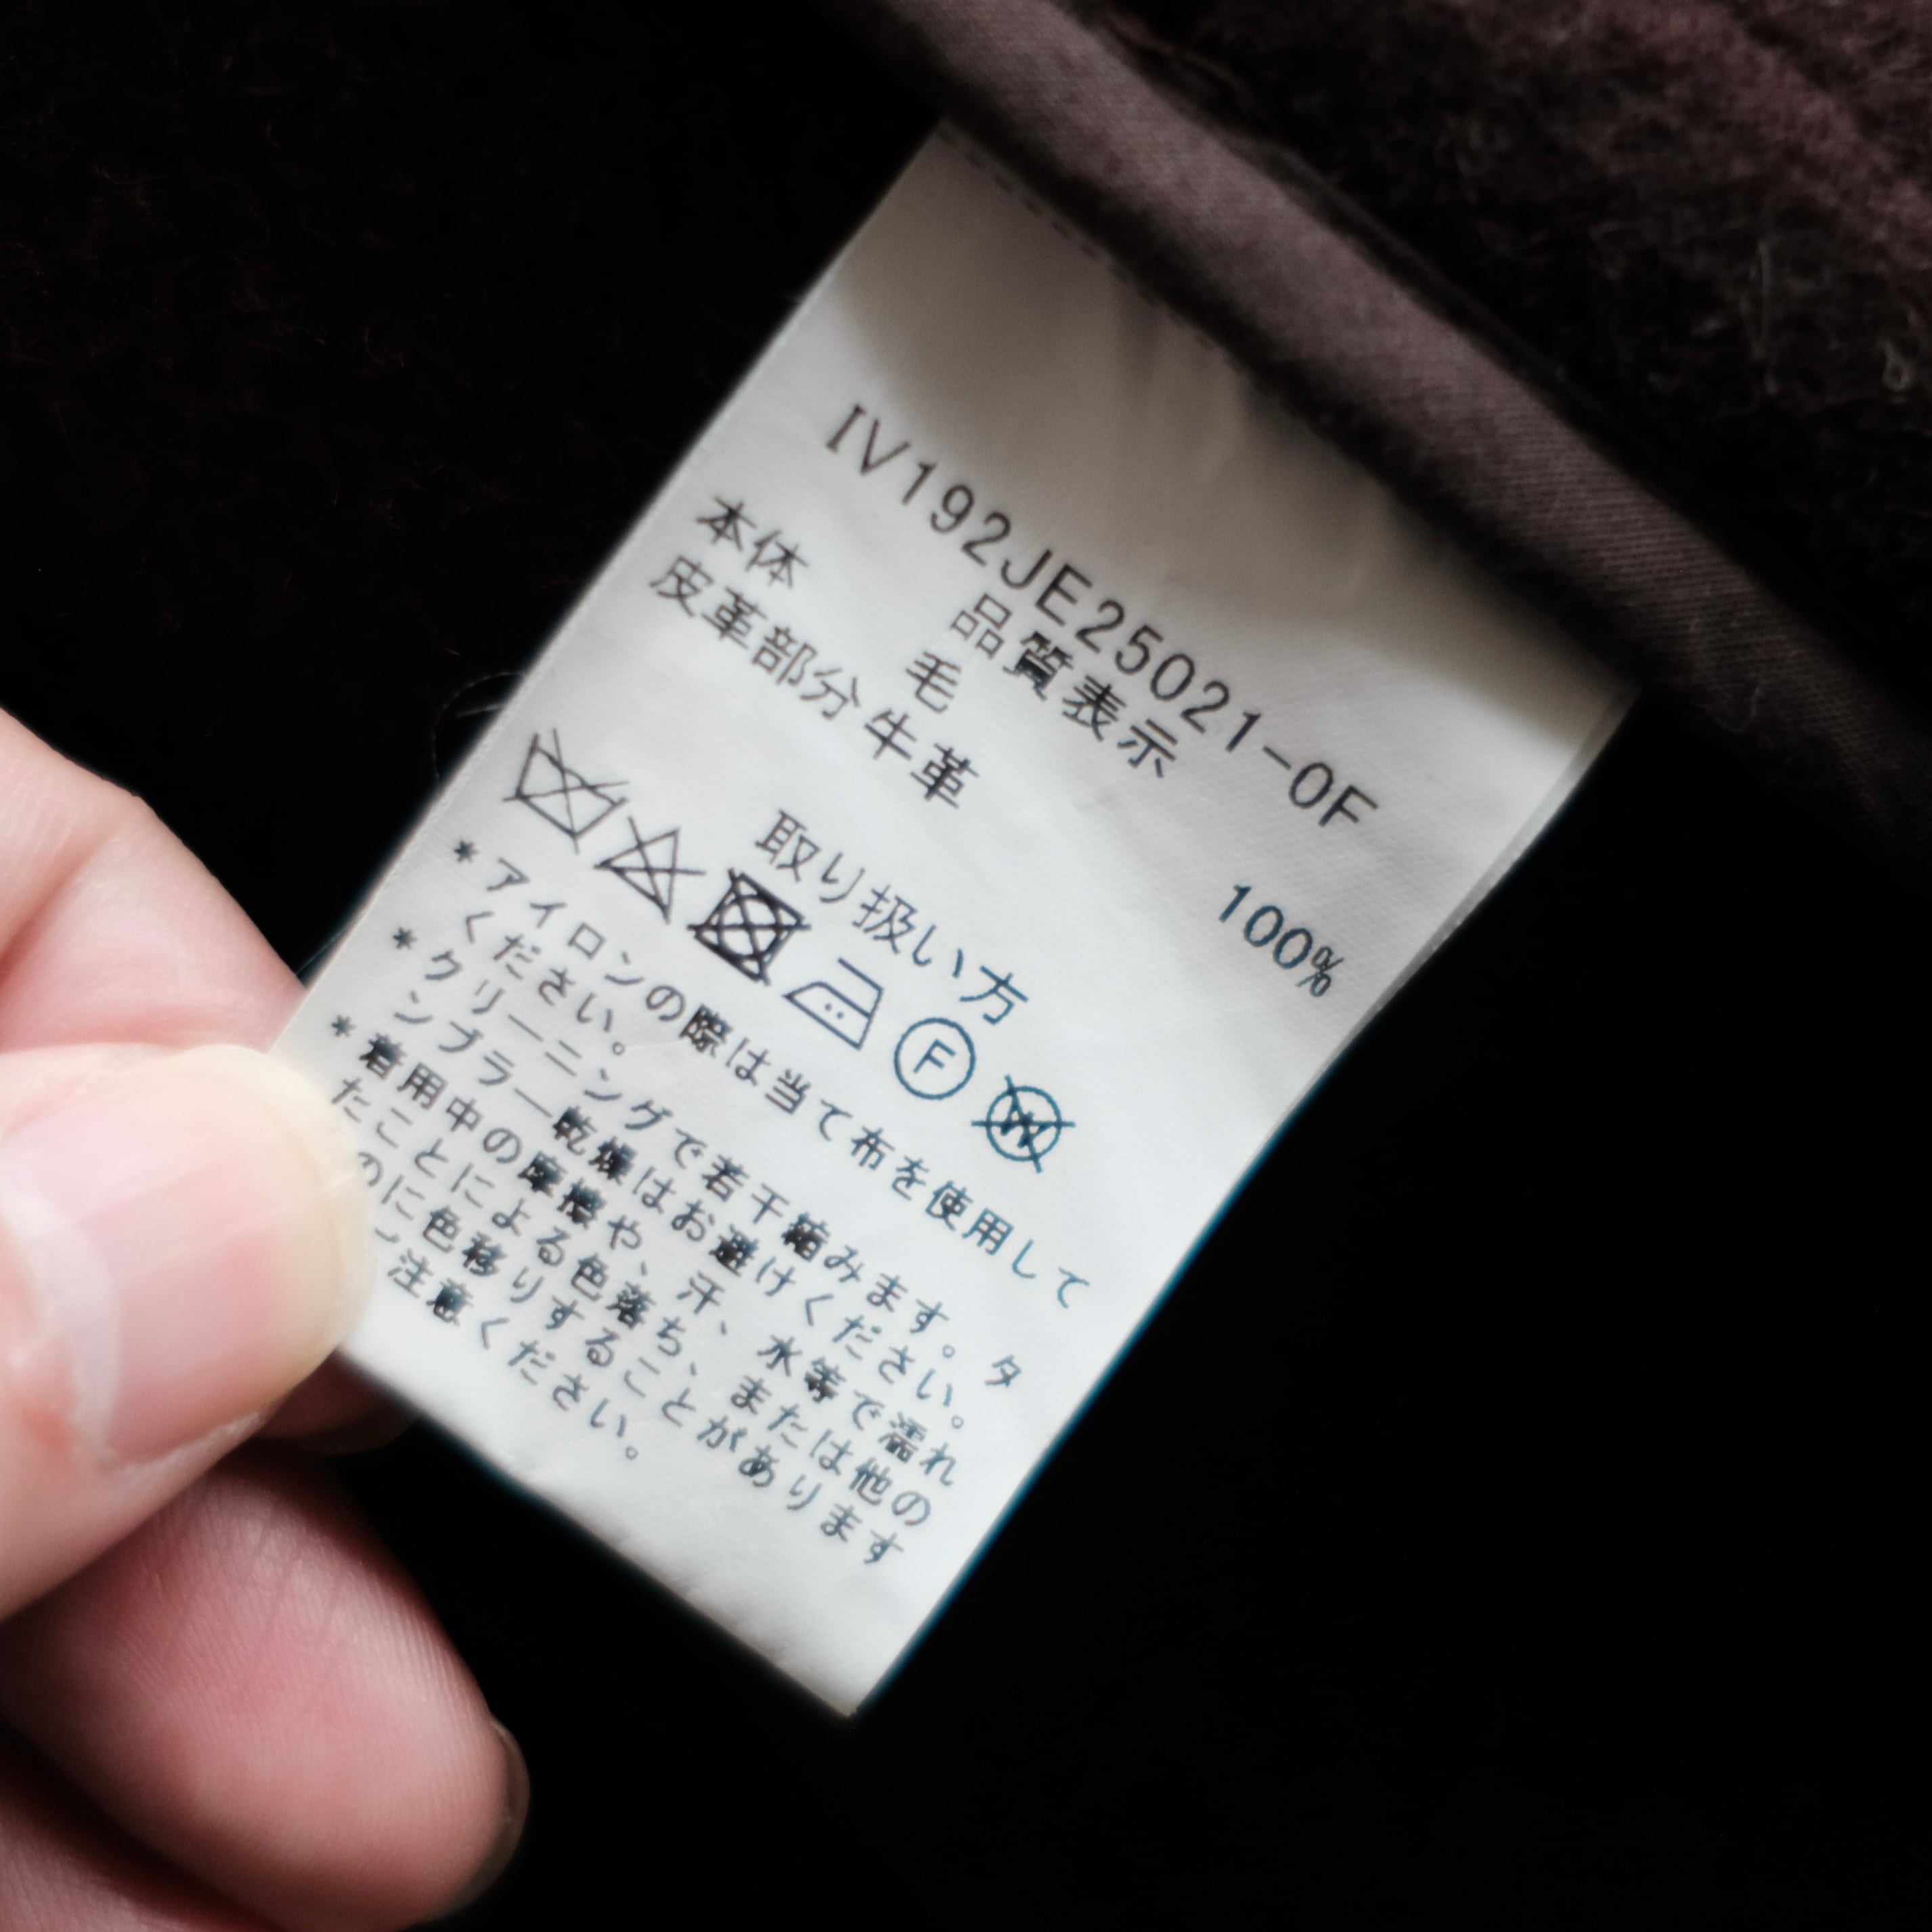 IV192JE25021-0F
品質表示
本体 毛 100%
皮革部分 牛革
取り扱い方
F W
*アイロンの際は当て布を使用して
ください。
*クリーニングで若干縮みます。タ
ンブラー乾燥はお避けください。
*着用中の摩擦や、汗、水等で濡れ
たことによる色落ち、または他の
のに色移りすることがあります
注意ください。